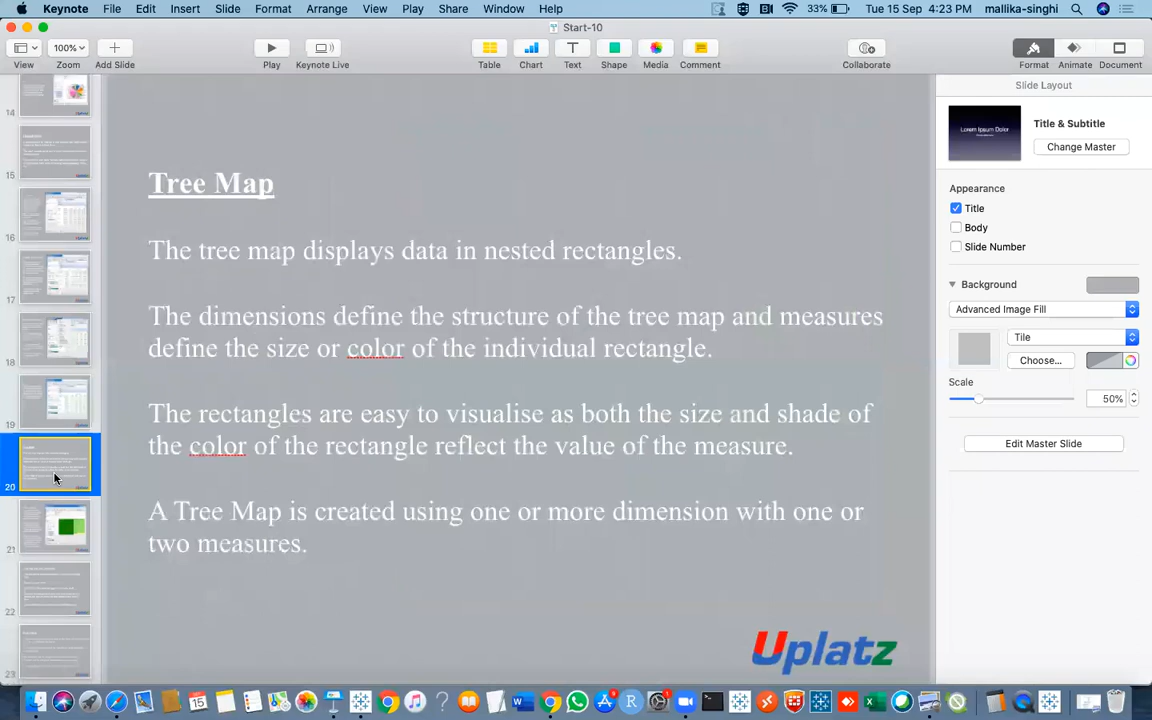 Keynote File Edit Insert Slide Format Arrange View Play Share Window Help 33% Tue 15 Sep 4:23 PM mallika-singhi
Start-10
100%
View Zoom Add Slide Play Keynote Live Table Chart Text Shape Media Comment Collaborate Format Animate Document
Slide Layout
Lorem Ipsum Dolor
Title & Subtitle
Change Master
Appearance
Title
Body
Slide Number
Background
Advanced Image Fill
Tile
Choose...
Scale
50%
Edit Master Slide
14
15
16
17
18
19
20
21
22
23
Tree Map
The tree map displays data in nested rectangles.
The dimensions define the structure of the tree map and measures
define the size or color of the individual rectangle.
The rectangles are easy to visualise as both the size and shade of
the color of the rectangle reflect the value of the measure.
A Tree Map is created using one or more dimension with one or
two measures.
Uplatz